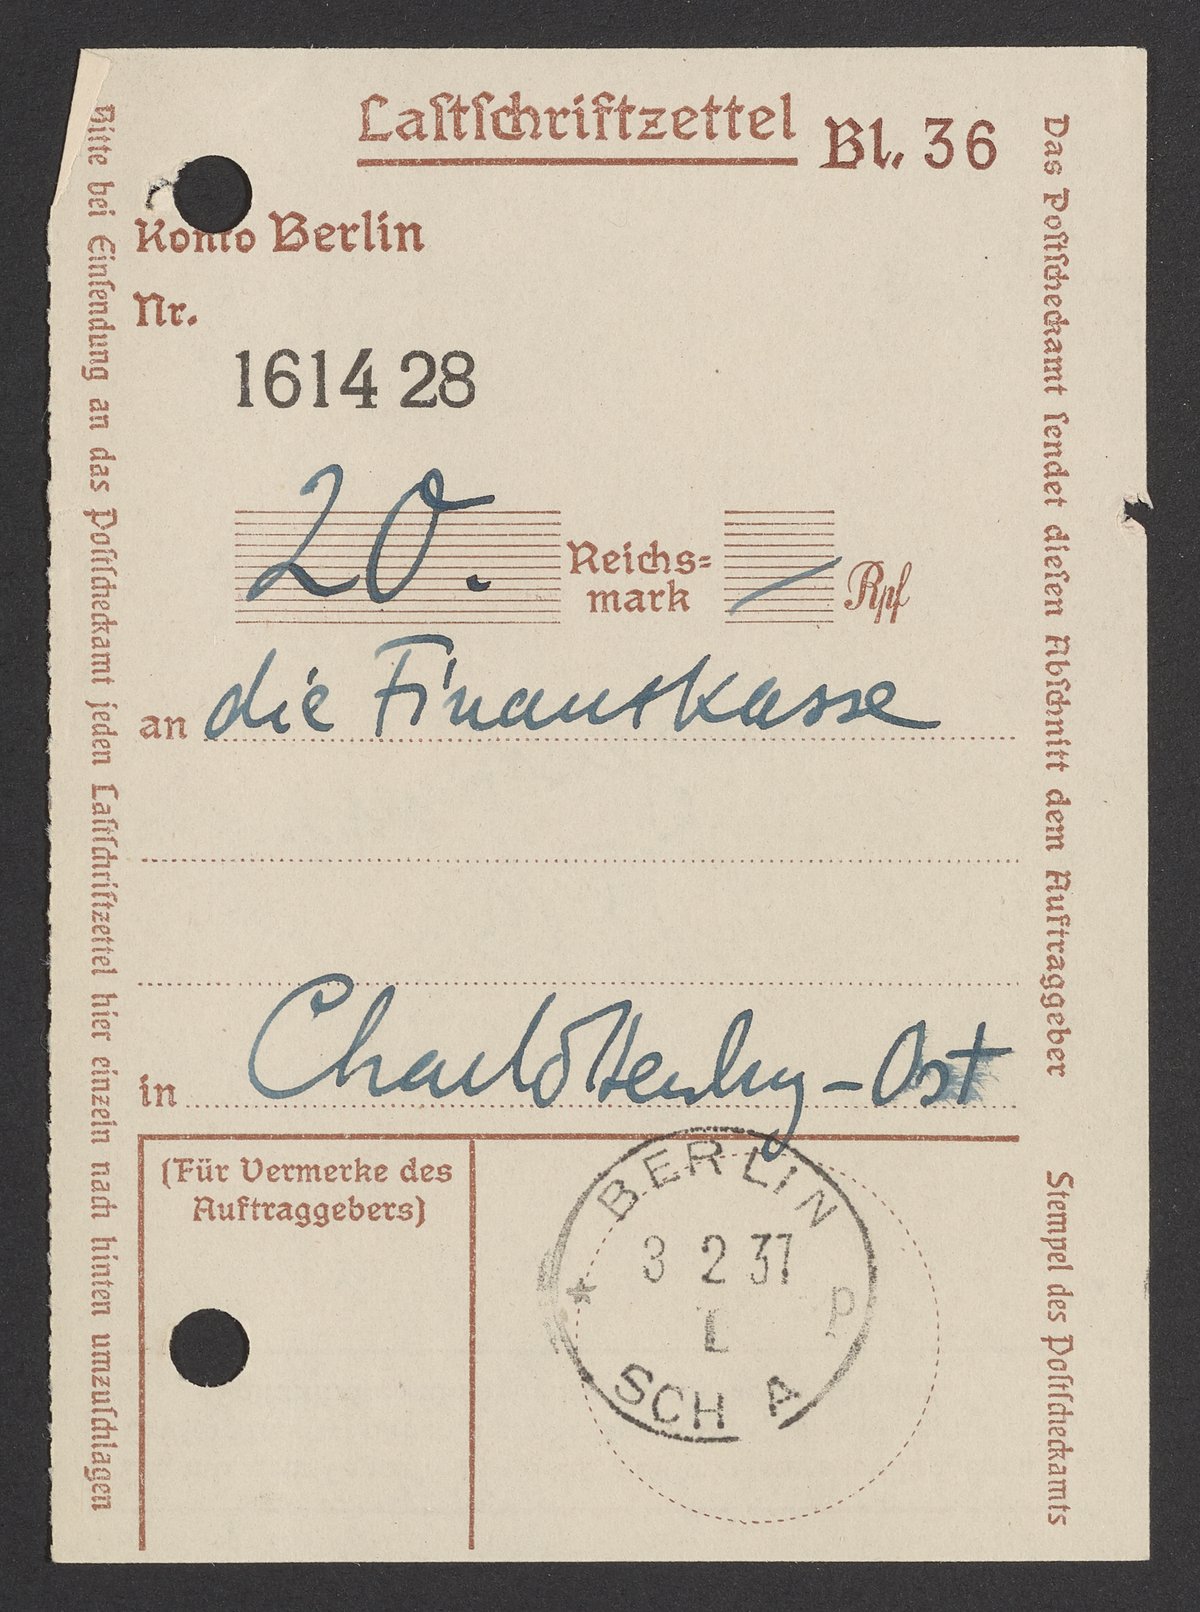 Lastschriftzettel Bl. 36
Konto Berlin
Nr.
1614 28
20. Reichs=
mark / Rpf
an die Finanzkasse
in Charlottenburg-Ost
(Für Vermerke des
Auftraggebers)
BERLIN
3 2 37
L
p
SCH A
Bitte bei Einsendung an das Postscheckamt jeden Lastschriftzettel hier einzeln nach hinten umzuschlagen
Das Postscheckamt sendet diesen Abschnitt dem Auftraggeber
Stempel des Postscheckamts